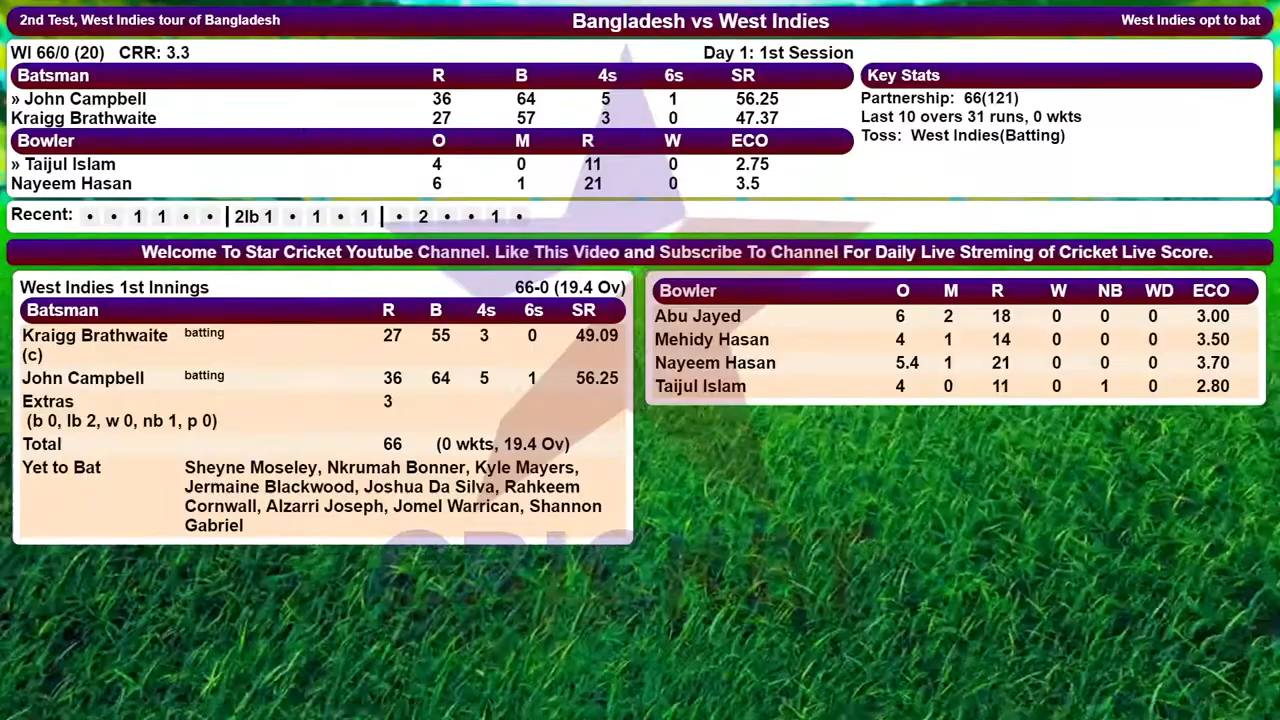 2nd Test, West Indies tour of Bangladesh Bangladesh vs West Indies West Indies opt to bat
WI 66/0 (20) CRR: 3.3 Day 1: 1st Session
Batsman R B 4s 6s SR
» John Campbell 36 64 5 1 56.25
Kraigg Brathwaite 27 57 3 0 47.37
Bowler O M R W ECO
» Taijul Islam 4 0 11 0 2.75
Nayeem Hasan 6 1 21 0 3.5
Key Stats
Partnership: 66(121)
Last 10 overs 31 runs, 0 wkts
Toss: West Indies(Batting)
Recent: • • 1 1 • • | 2lb 1 • 1 • 1 | • 2 • • 1 •
Welcome To Star Cricket Youtube Channel. Like This Video and Subscribe To Channel For Daily Live Streming of Cricket Live Score.
West Indies 1st Innings 66-0 (19.4 Ov)
Batsman R B 4s 6s SR
Kraigg Brathwaite batting 27 55 3 0 49.09
(c)
John Campbell batting 36 64 5 1 56.25
Extras 3
(b 0, lb 2, w 0, nb 1, p 0)
Total 66 (0 wkts, 19.4 Ov)
Yet to Bat Sheyne Moseley, Nkrumah Bonner, Kyle Mayers,
Jermaine Blackwood, Joshua Da Silva, Rahkeem
Cornwall, Alzarri Joseph, Jomel Warrican, Shannon
Gabriel
Bowler O M R W NB WD ECO
Abu Jayed 6 2 18 0 0 0 3.00
Mehidy Hasan 4 1 14 0 0 0 3.50
Nayeem Hasan 5.4 1 21 0 0 0 3.70
Taijul Islam 4 0 11 0 1 0 2.80
CRICKET